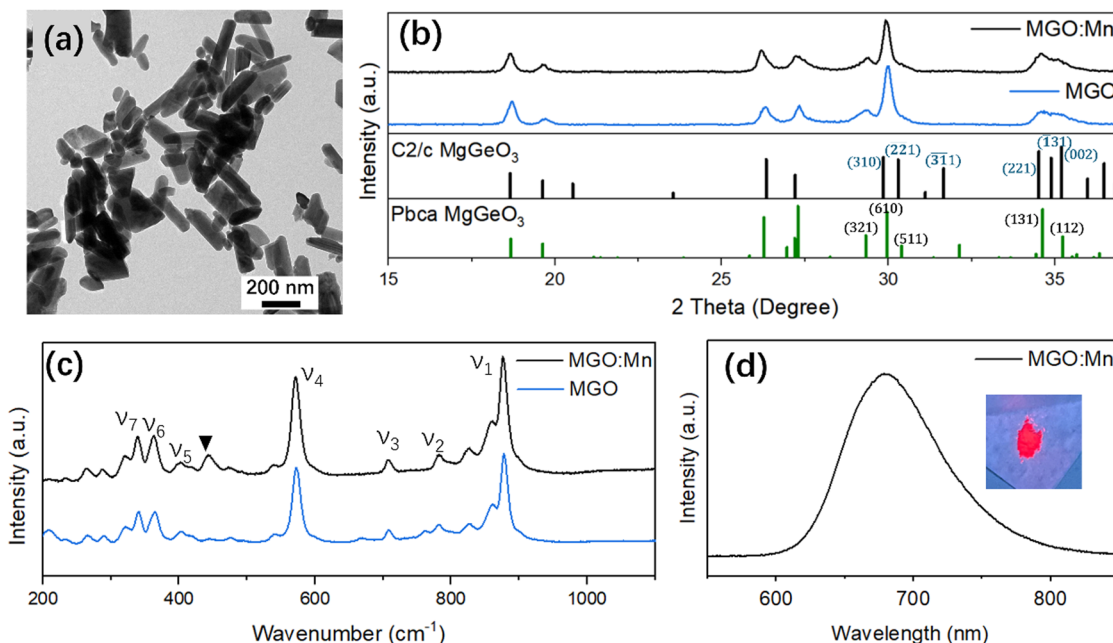 (a)
200 nm
(b)
MGO:Mn
MGO
C2/c MgGeO₃
(310)
(221)
(3̅1̅1)
(221)
(1̅31)
(002)
Pbca MgGeO₃
(321)
(610)
(511)
(131)
(112)
15 20 25 30 35
2 Theta (Degree)
Intensity (a.u.)
(c)
MGO:Mn
MGO
ν₇
ν₆
ν₅
ν₄
ν₃
ν₂
ν₁
200 400 600 800 1000
Wavenumber (cm⁻¹)
Intensity (a.u.)
(d)
MGO:Mn
600 700 800
Wavelength (nm)
Intensity (a.u.)